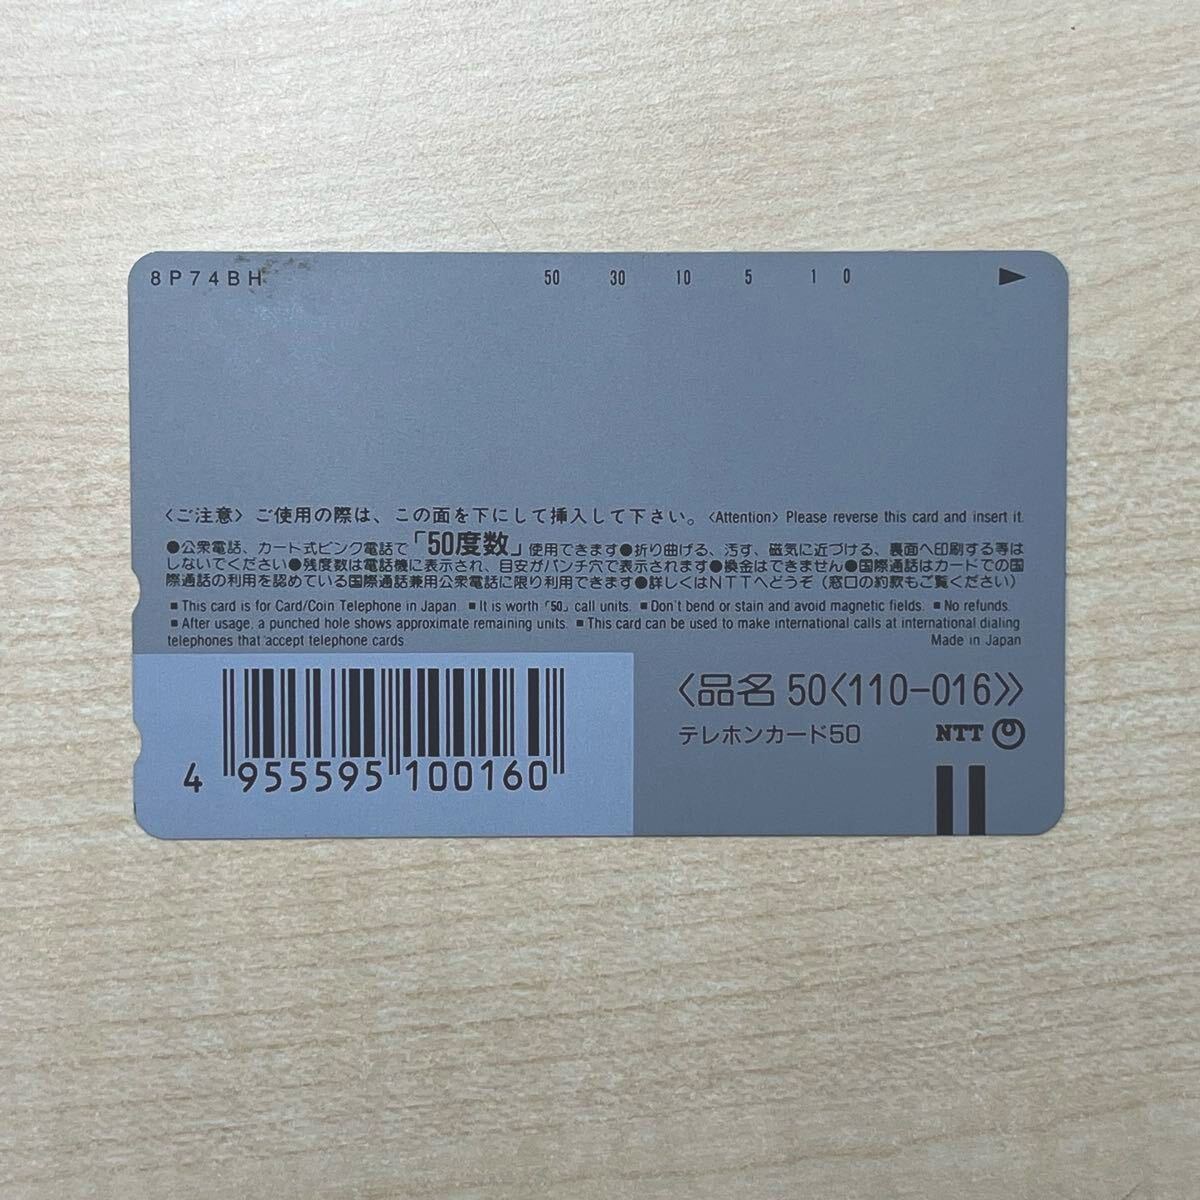 8P74BH 50 30 10 5 1 0 ▶
〈ご注意〉ご使用の際は、この面を下にして挿入して下さい。〈Attention〉 Please reverse this card and insert it.
●公衆電話、カード式ピンク電話で「50度数」使用できます●折り曲げる、汚す、磁気に近づける、裏面へ印刷する等は
しないでください●残度数は電話機に表示され、目安がパンチ穴で表示されます●換金はできません●国際通話はカードでの国
際通話の利用を認めている国際通話兼用公衆電話に限り利用できます●詳しくはNTTへどうぞ（窓口の約款もご覧ください）
■ This card is for Card/Coin Telephone in Japan. ■ It is worth「50」call units. ■ Don't bend or stain and avoid magnetic fields. ■ No refunds.
■ After usage, a punched hole shows approximate remaining units. ■ This card can be used to make international calls at international dialing
telephones that accept telephone cards. Made in Japan
〈品名 50〈110-016〉〉
テレホンカード50 NTT
4 955595 100160